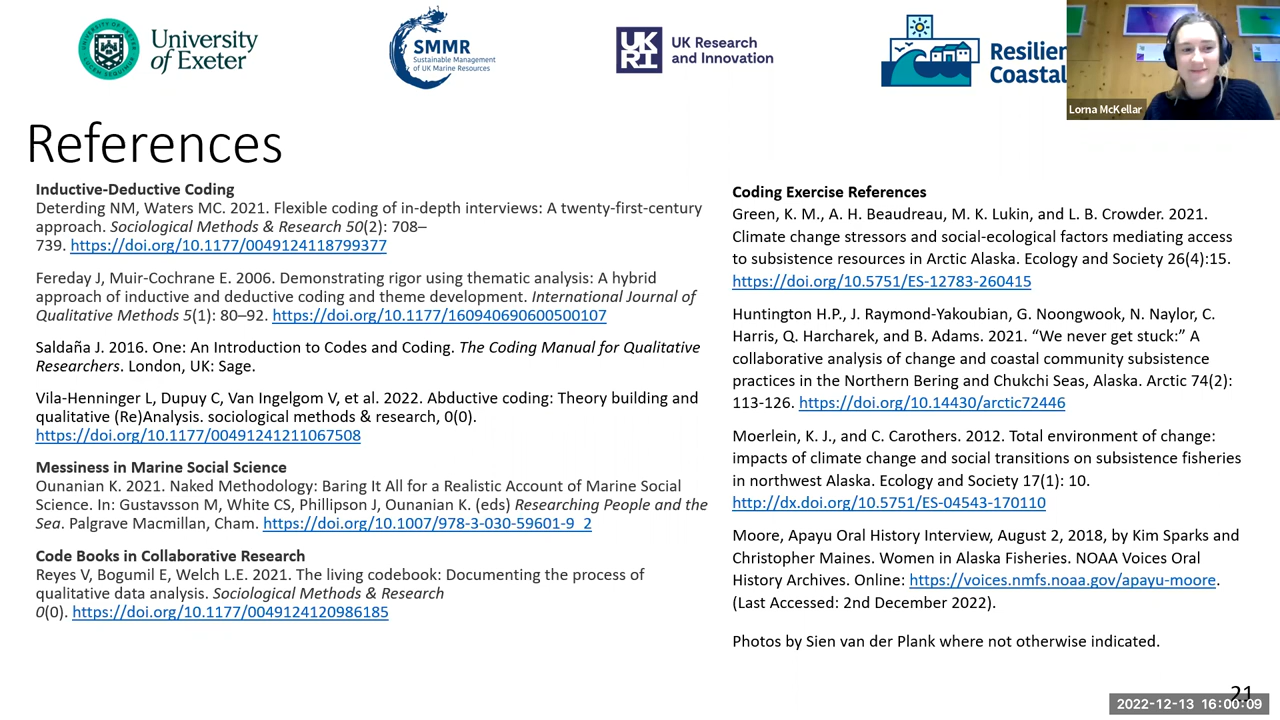 University
of Exeter
SMMR
Sustainable Management
of UK Marine Resources
UK
RI
UK Research
and Innovation
Resilien
Coastal
Lorna McKellar
References
Inductive-Deductive Coding
Deterding NM, Waters MC. 2021. Flexible coding of in-depth interviews: A twenty-first-century
approach. Sociological Methods & Research 50(2): 708–
739. https://doi.org/10.1177/0049124118799377
Fereday J, Muir-Cochrane E. 2006. Demonstrating rigor using thematic analysis: A hybrid
approach of inductive and deductive coding and theme development. International Journal of
Qualitative Methods 5(1): 80–92. https://doi.org/10.1177/160940690600500107
Saldaña J. 2016. One: An Introduction to Codes and Coding. The Coding Manual for Qualitative
Researchers. London, UK: Sage.
Vila-Henninger L, Dupuy C, Van Ingelgom V, et al. 2022. Abductive coding: Theory building and
qualitative (Re)Analysis. sociological methods & research, 0(0).
https://doi.org/10.1177/00491241211067508
Messiness in Marine Social Science
Ounanian K. 2021. Naked Methodology: Baring It All for a Realistic Account of Marine Social
Science. In: Gustavsson M, White CS, Phillipson J, Ounanian K. (eds) Researching People and the
Sea. Palgrave Macmillan, Cham. https://doi.org/10.1007/978-3-030-59601-9_2
Code Books in Collaborative Research
Reyes V, Bogumil E, Welch L.E. 2021. The living codebook: Documenting the process of
qualitative data analysis. Sociological Methods & Research
0(0). https://doi.org/10.1177/0049124120986185
Coding Exercise References
Green, K. M., A. H. Beaudreau, M. K. Lukin, and L. B. Crowder. 2021.
Climate change stressors and social-ecological factors mediating access
to subsistence resources in Arctic Alaska. Ecology and Society 26(4):15.
https://doi.org/10.5751/ES-12783-260415
Huntington H.P., J. Raymond-Yakoubian, G. Noongwook, N. Naylor, C.
Harris, Q. Harcharek, and B. Adams. 2021. “We never get stuck:” A
collaborative analysis of change and coastal community subsistence
practices in the Northern Bering and Chukchi Seas, Alaska. Arctic 74(2):
113-126. https://doi.org/10.14430/arctic72446
Moerlein, K. J., and C. Carothers. 2012. Total environment of change:
impacts of climate change and social transitions on subsistence fisheries
in northwest Alaska. Ecology and Society 17(1): 10.
http://dx.doi.org/10.5751/ES-04543-170110
Moore, Apayu Oral History Interview, August 2, 2018, by Kim Sparks and
Christopher Maines. Women in Alaska Fisheries. NOAA Voices Oral
History Archives. Online: https://voices.nmfs.noaa.gov/apayu-moore.
(Last Accessed: 2nd December 2022).
Photos by Sien van der Plank where not otherwise indicated.
21
2022-12-13 16:00:09